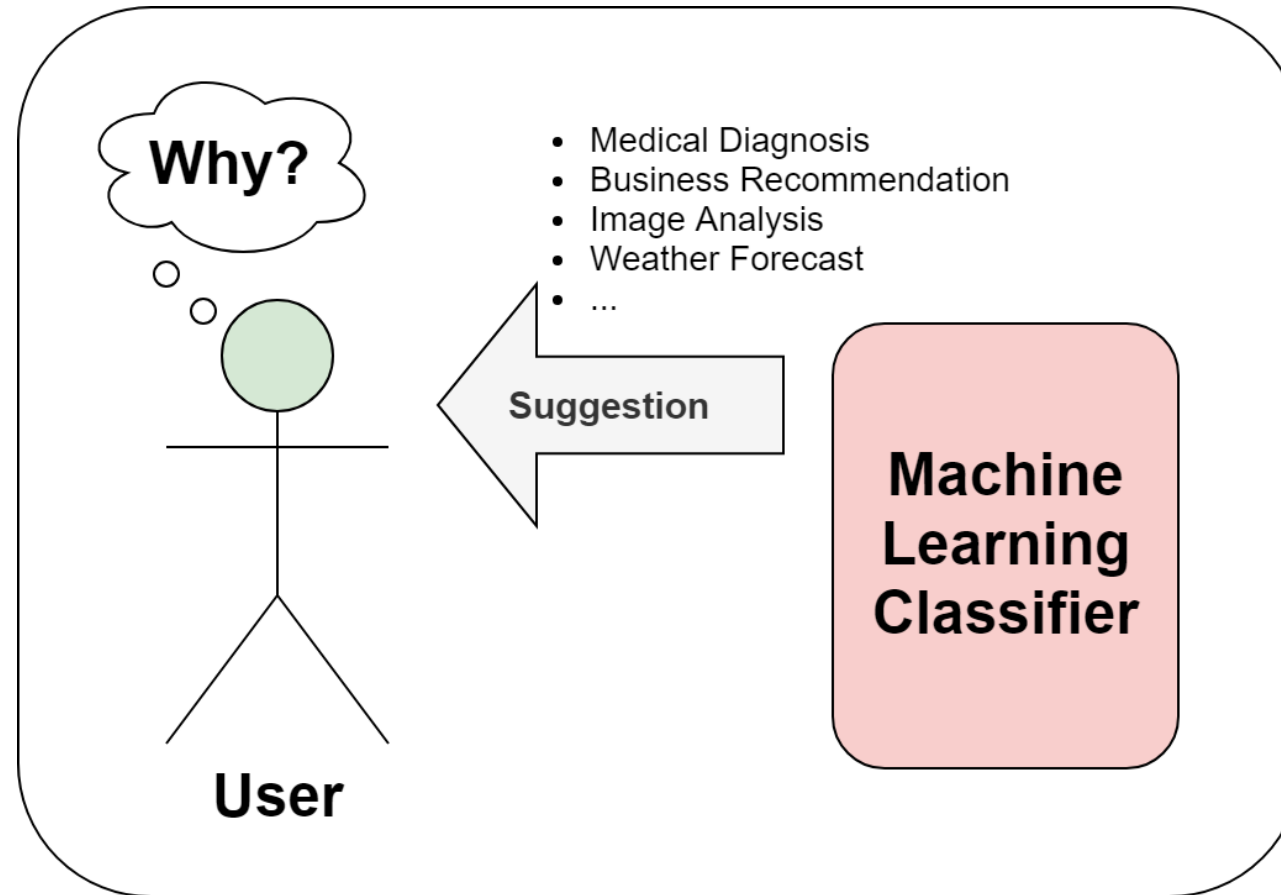 Why?
• Medical Diagnosis
• Business Recommendation
• Image Analysis
• Weather Forecast
• ...
Suggestion
Machine
Learning
Classifier
User